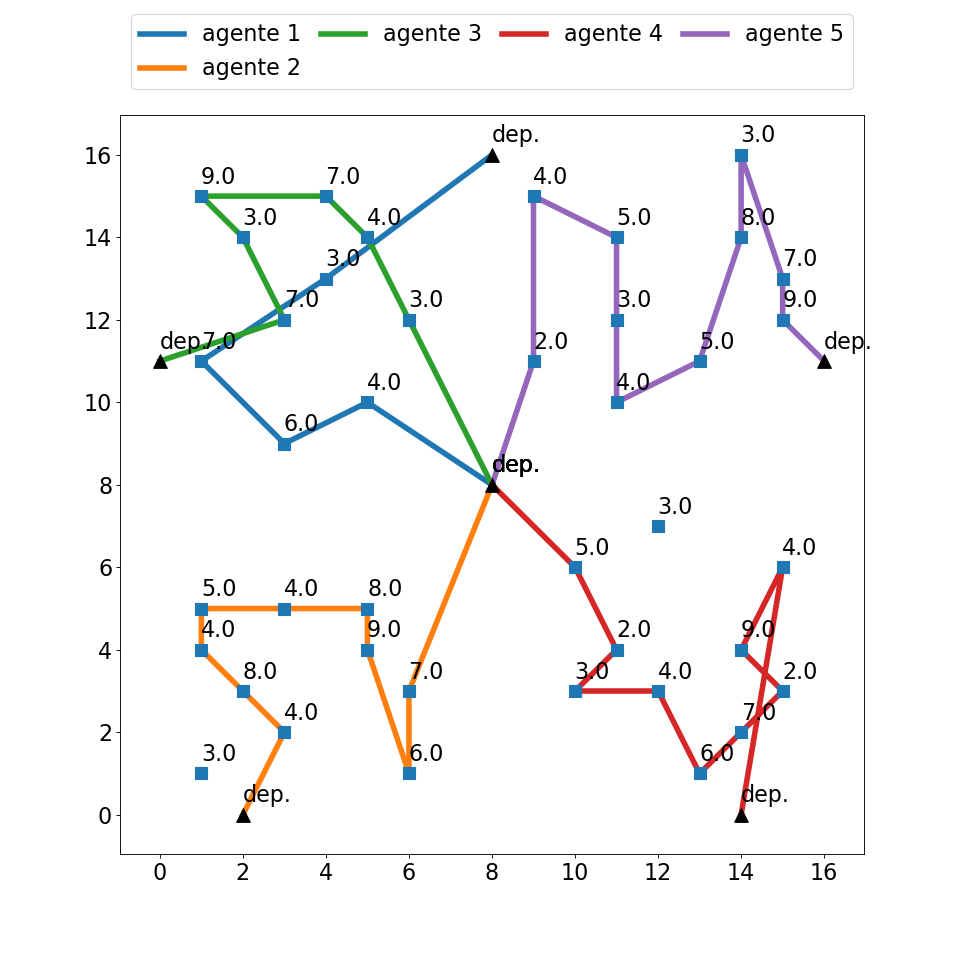 agente 1 agente 3 agente 4 agente 5
agente 2
dep. 3.0
16
9.0 7.0 4.0
3.0 4.0 5.0 8.0
14
3.0 7.0
7.0 3.0 3.0 9.0
12
dep. 7.0 2.0 5.0 dep.
4.0 4.0
10
6.0
dep.
8
3.0
5.0 4.0
6
5.0 4.0 8.0
4.0 9.0 2.0 9.0
4
8.0 7.0 3.0 4.0 2.0
4.0 7.0
2
3.0 6.0 6.0
dep. dep.
0
0 2 4 6 8 10 12 14 16